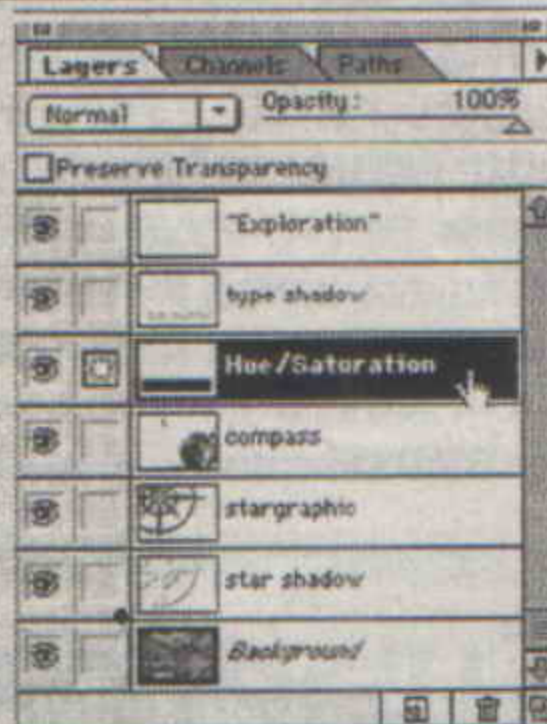 Layers Channels Paths
Normal Opacity: 100%
Preserve Transparency
"Exploration"
type shadow
Hue/Saturation
compass
stargraphic
star shadow
Background